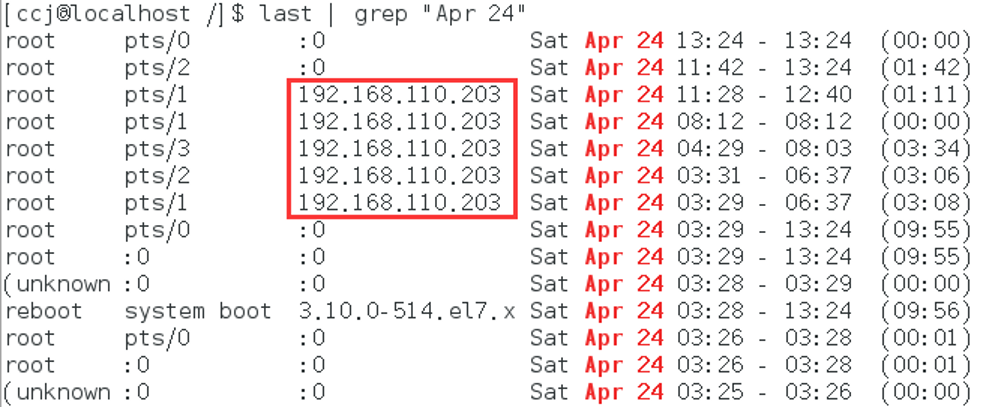 [ccj@localhost /]$ last | grep "Apr 24"
root     pts/0        :0               Sat Apr 24 13:24 - 13:24  (00:00)
root     pts/2        :0               Sat Apr 24 11:42 - 13:24  (01:42)
root     pts/1        192.168.110.203  Sat Apr 24 11:28 - 12:40  (01:11)
root     pts/1        192.168.110.203  Sat Apr 24 08:12 - 08:12  (00:00)
root     pts/3        192.168.110.203  Sat Apr 24 04:29 - 08:03  (03:34)
root     pts/2        192.168.110.203  Sat Apr 24 03:31 - 06:37  (03:06)
root     pts/1        192.168.110.203  Sat Apr 24 03:29 - 06:37  (03:08)
root     pts/0        :0               Sat Apr 24 03:29 - 13:24  (09:55)
root     :0           :0               Sat Apr 24 03:29 - 13:24  (09:55)
(unknown :0           :0               Sat Apr 24 03:28 - 03:29  (00:00)
reboot   system boot  3.10.0-514.el7.x Sat Apr 24 03:28 - 13:24  (09:56)
root     pts/0        :0               Sat Apr 24 03:26 - 03:28  (00:01)
root     :0           :0               Sat Apr 24 03:26 - 03:28  (00:01)
(unknown :0           :0               Sat Apr 24 03:25 - 03:26  (00:00)